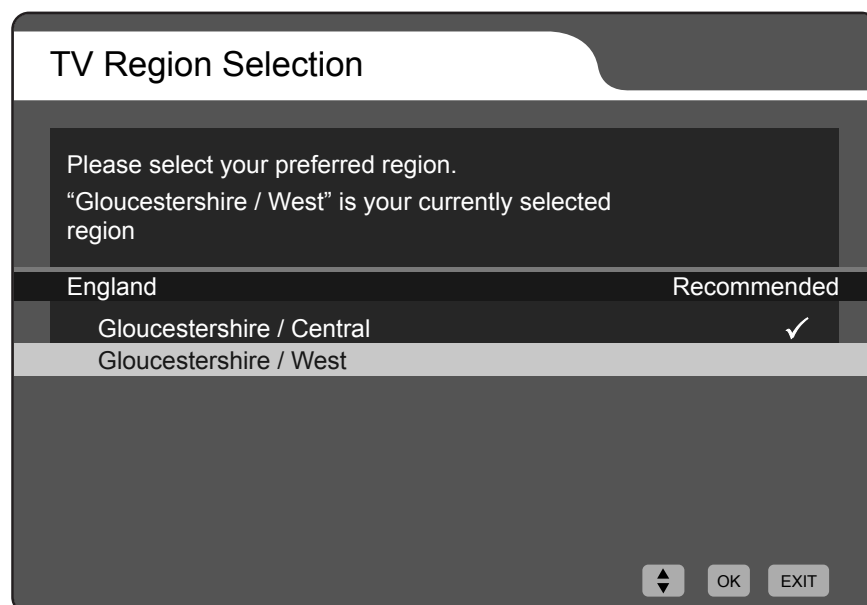 TV Region Selection
Please select your preferred region.
“Gloucestershire / West” is your currently selected
region
England Recommended
Gloucestershire / Central ✓
Gloucestershire / West
OK EXIT